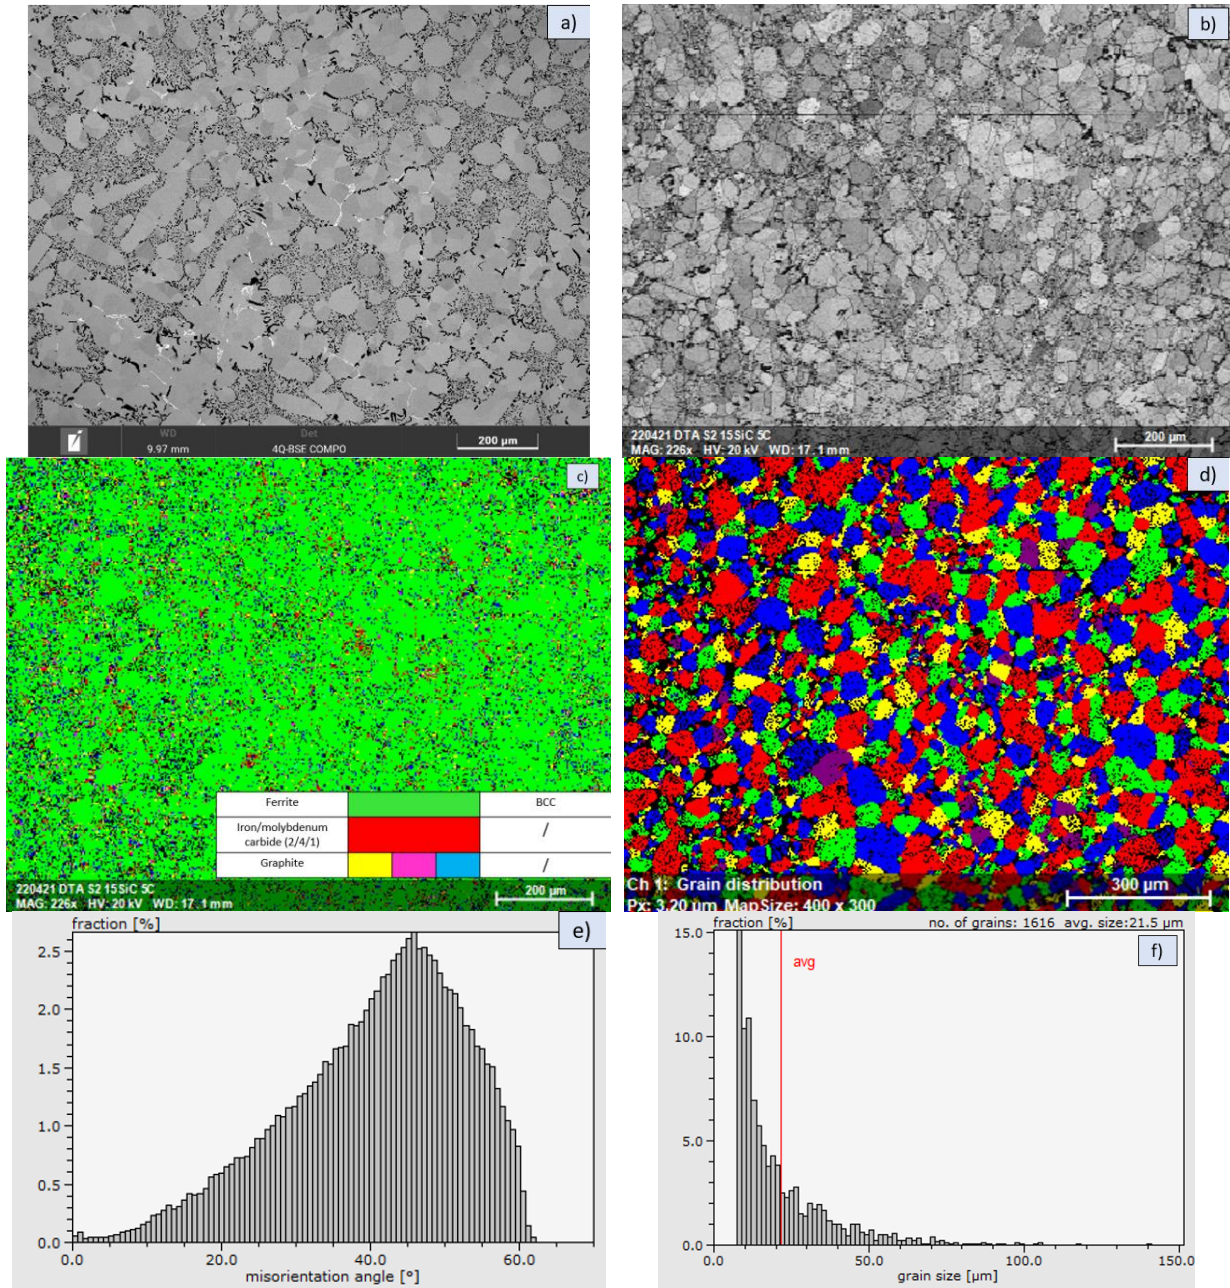 a)
WD
9.97 mm
Det
4Q-BSE COMPO
200 µm
b)
220421 DTA S2 15SiC 5C
MAG: 226x HV: 20 kV WD: 17.1 mm
200 µm
c)
Ferrite
BCC
Iron/molybdenum
carbide (2/4/1)
/
Graphite
/
220421 DTA S2 15SiC 5C
MAG: 226x HV: 20 kV WD: 17.1 mm
200 µm
d)
Ch 1: Grain distribution
Px: 3.20 µm MapSize: 400 x 300
300 µm
fraction [%]
e)
2.5
2.0
1.5
1.0
0.5
0.0
0.0
20.0
40.0
60.0
misorientation angle [°]
fraction [%]
no. of grains: 1616 avg. size:21.5 µm
f)
15.0
avg
10.0
5.0
0.0
0.0
50.0
100.0
150.0
grain size [µm]